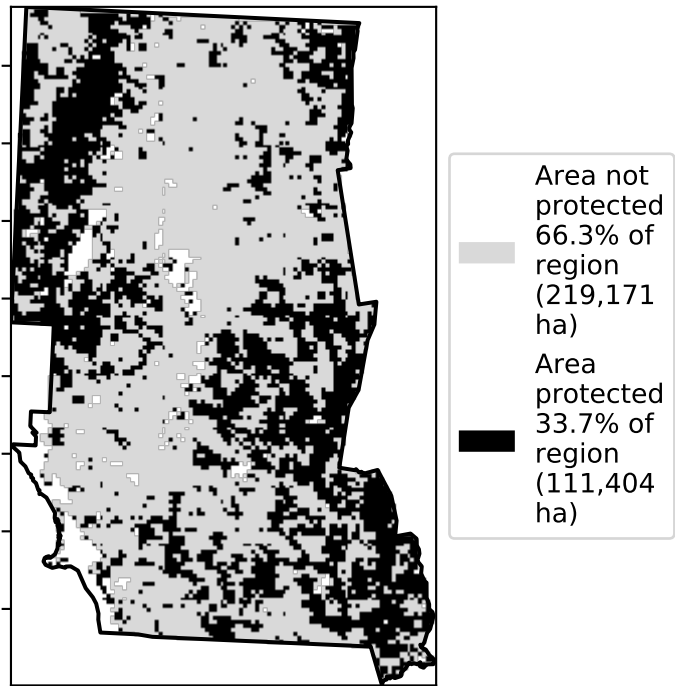 Area not
protected
66.3% of
region
(219,171
ha)
Area
protected
33.7% of
region
(111,404
ha)